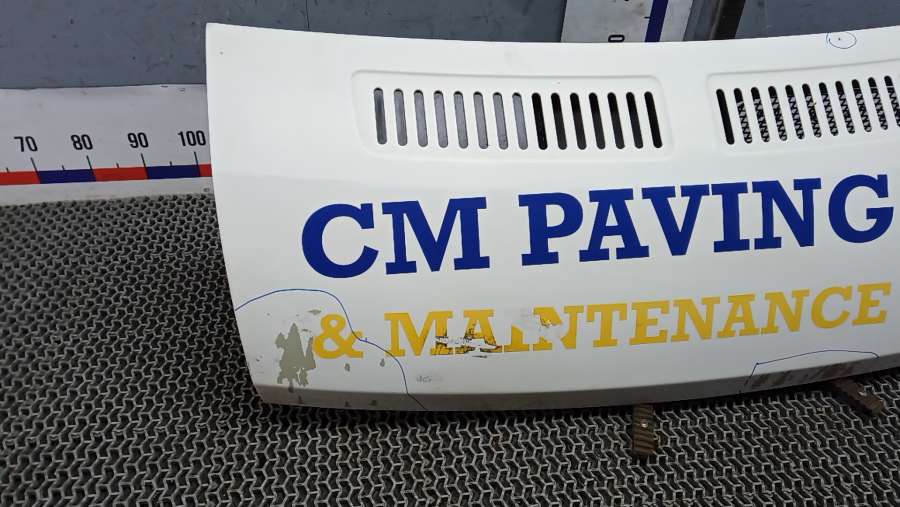 70 80 90 100
CM PAVING
& MAINTENANCE